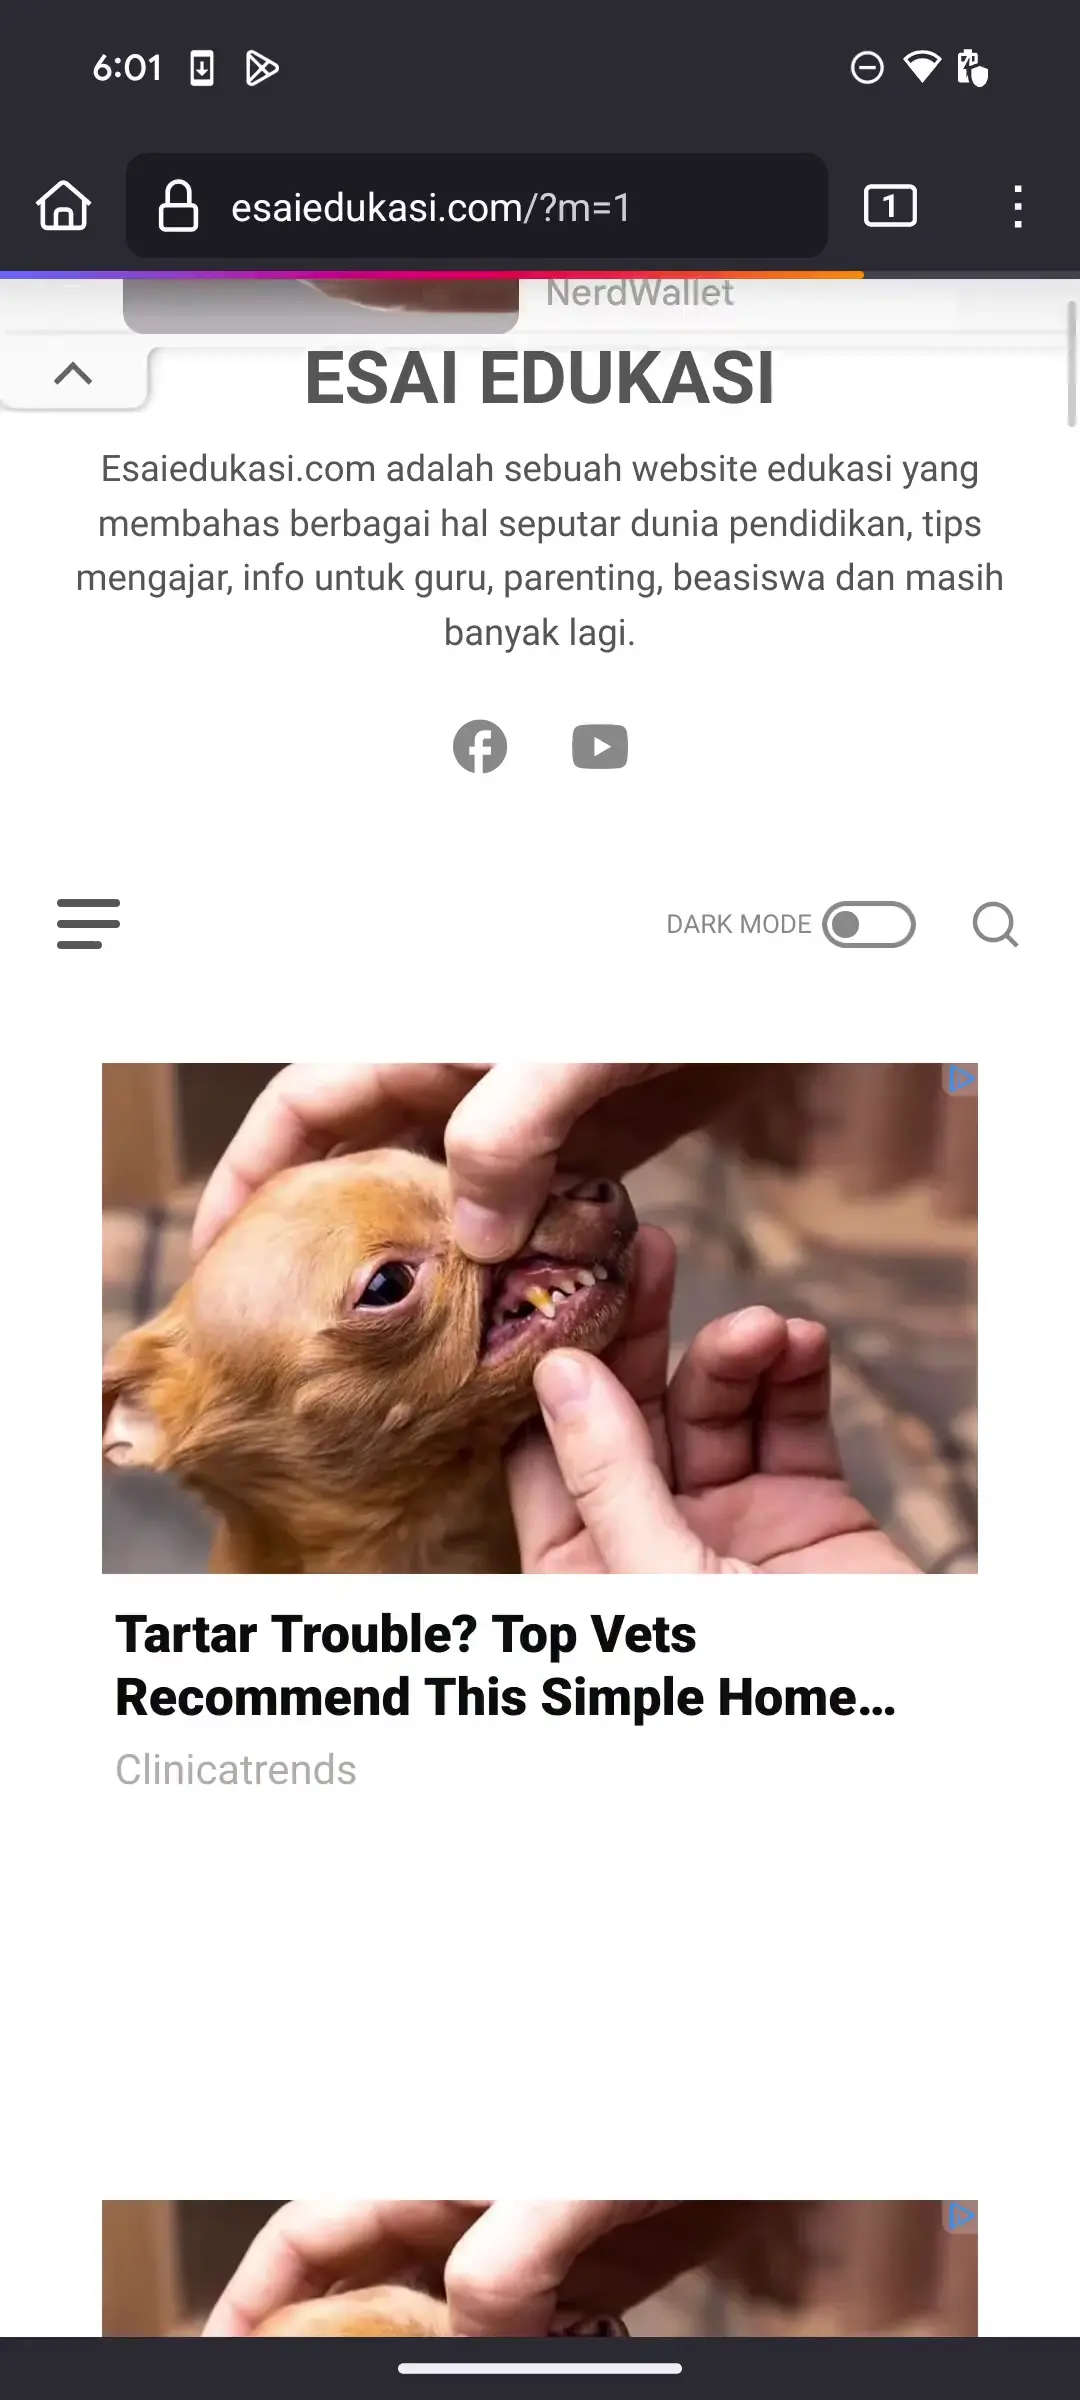 6:01
esaiedukasi.com/?m=1
1
NerdWallet
ESAI EDUKASI
Esaiedukasi.com adalah sebuah website edukasi yang
membahas berbagai hal seputar dunia pendidikan, tips
mengajar, info untuk guru, parenting, beasiswa dan masih
banyak lagi.
DARK MODE
Tartar Trouble? Top Vets
Recommend This Simple Home...
Clinicatrends